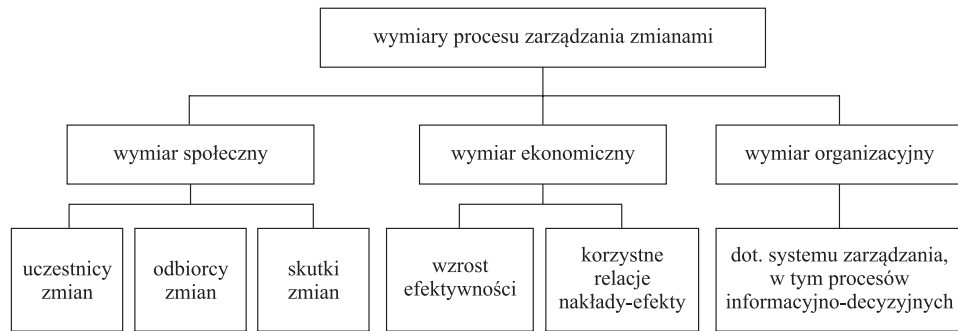 wymiary procesu zarządzania zmianami
wymiar społeczny
wymiar ekonomiczny
wymiar organizacyjny
uczestnicy
zmian
odbiorcy
zmian
skutki
zmian
wzrost
efektywności
korzystne
relacje
nakłady-efekty
dot. systemu zarządzania,
w tym procesów
informacyjno-decyzyjnych